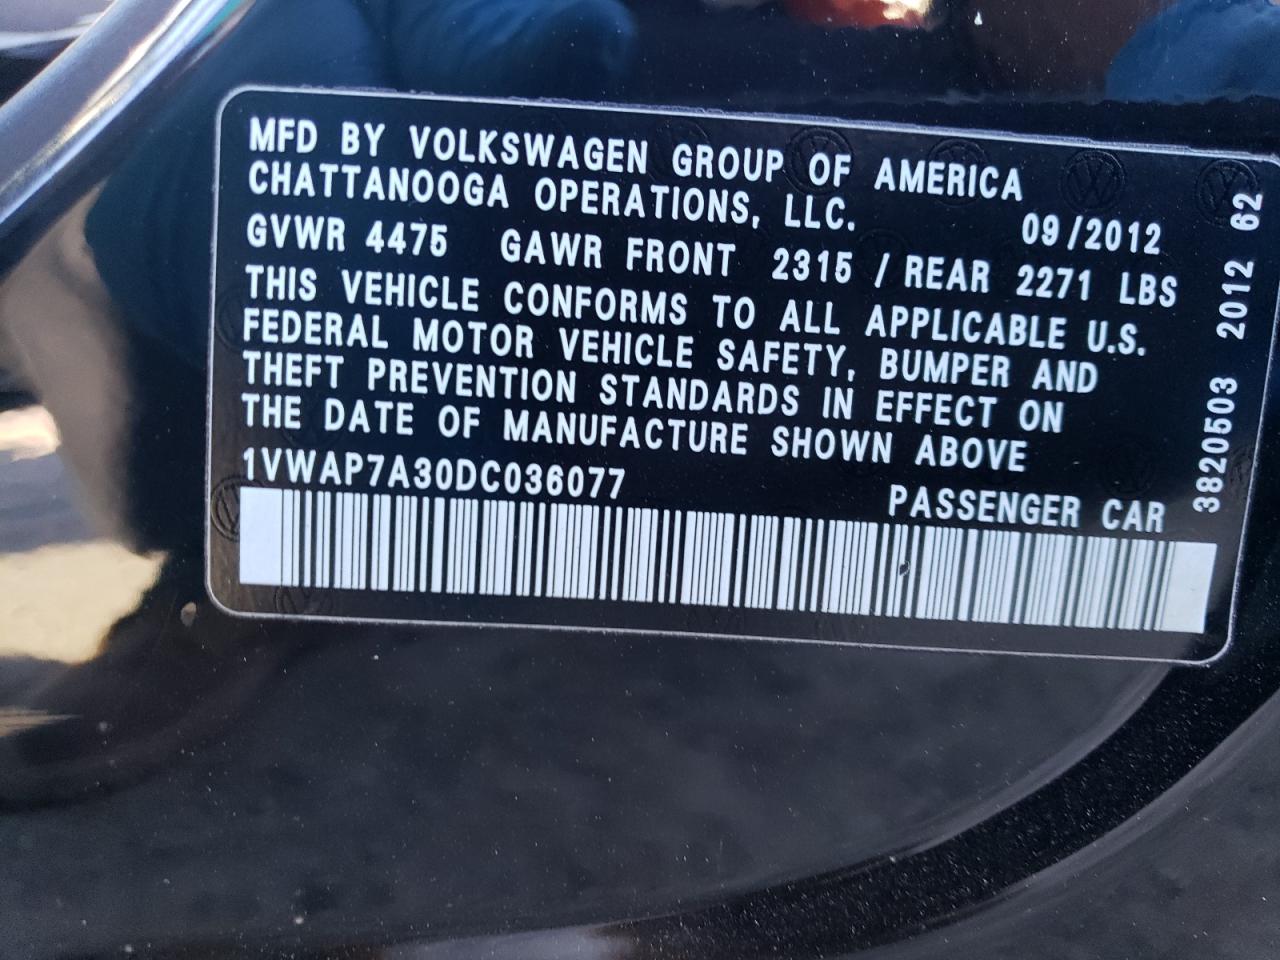 MFD BY VOLKSWAGEN GROUP OF AMERICA
CHATTANOOGA OPERATIONS, LLC.
09/2012
GVWR 4475 GAWR FRONT 2315 / REAR 2271 LBS
THIS VEHICLE CONFORMS TO ALL APPLICABLE U.S.
FEDERAL MOTOR VEHICLE SAFETY, BUMPER AND
THEFT PREVENTION STANDARDS IN EFFECT ON
THE DATE OF MANUFACTURE SHOWN ABOVE
1VWAP7A30DC036077
PASSENGER CAR
3820503 2012 62